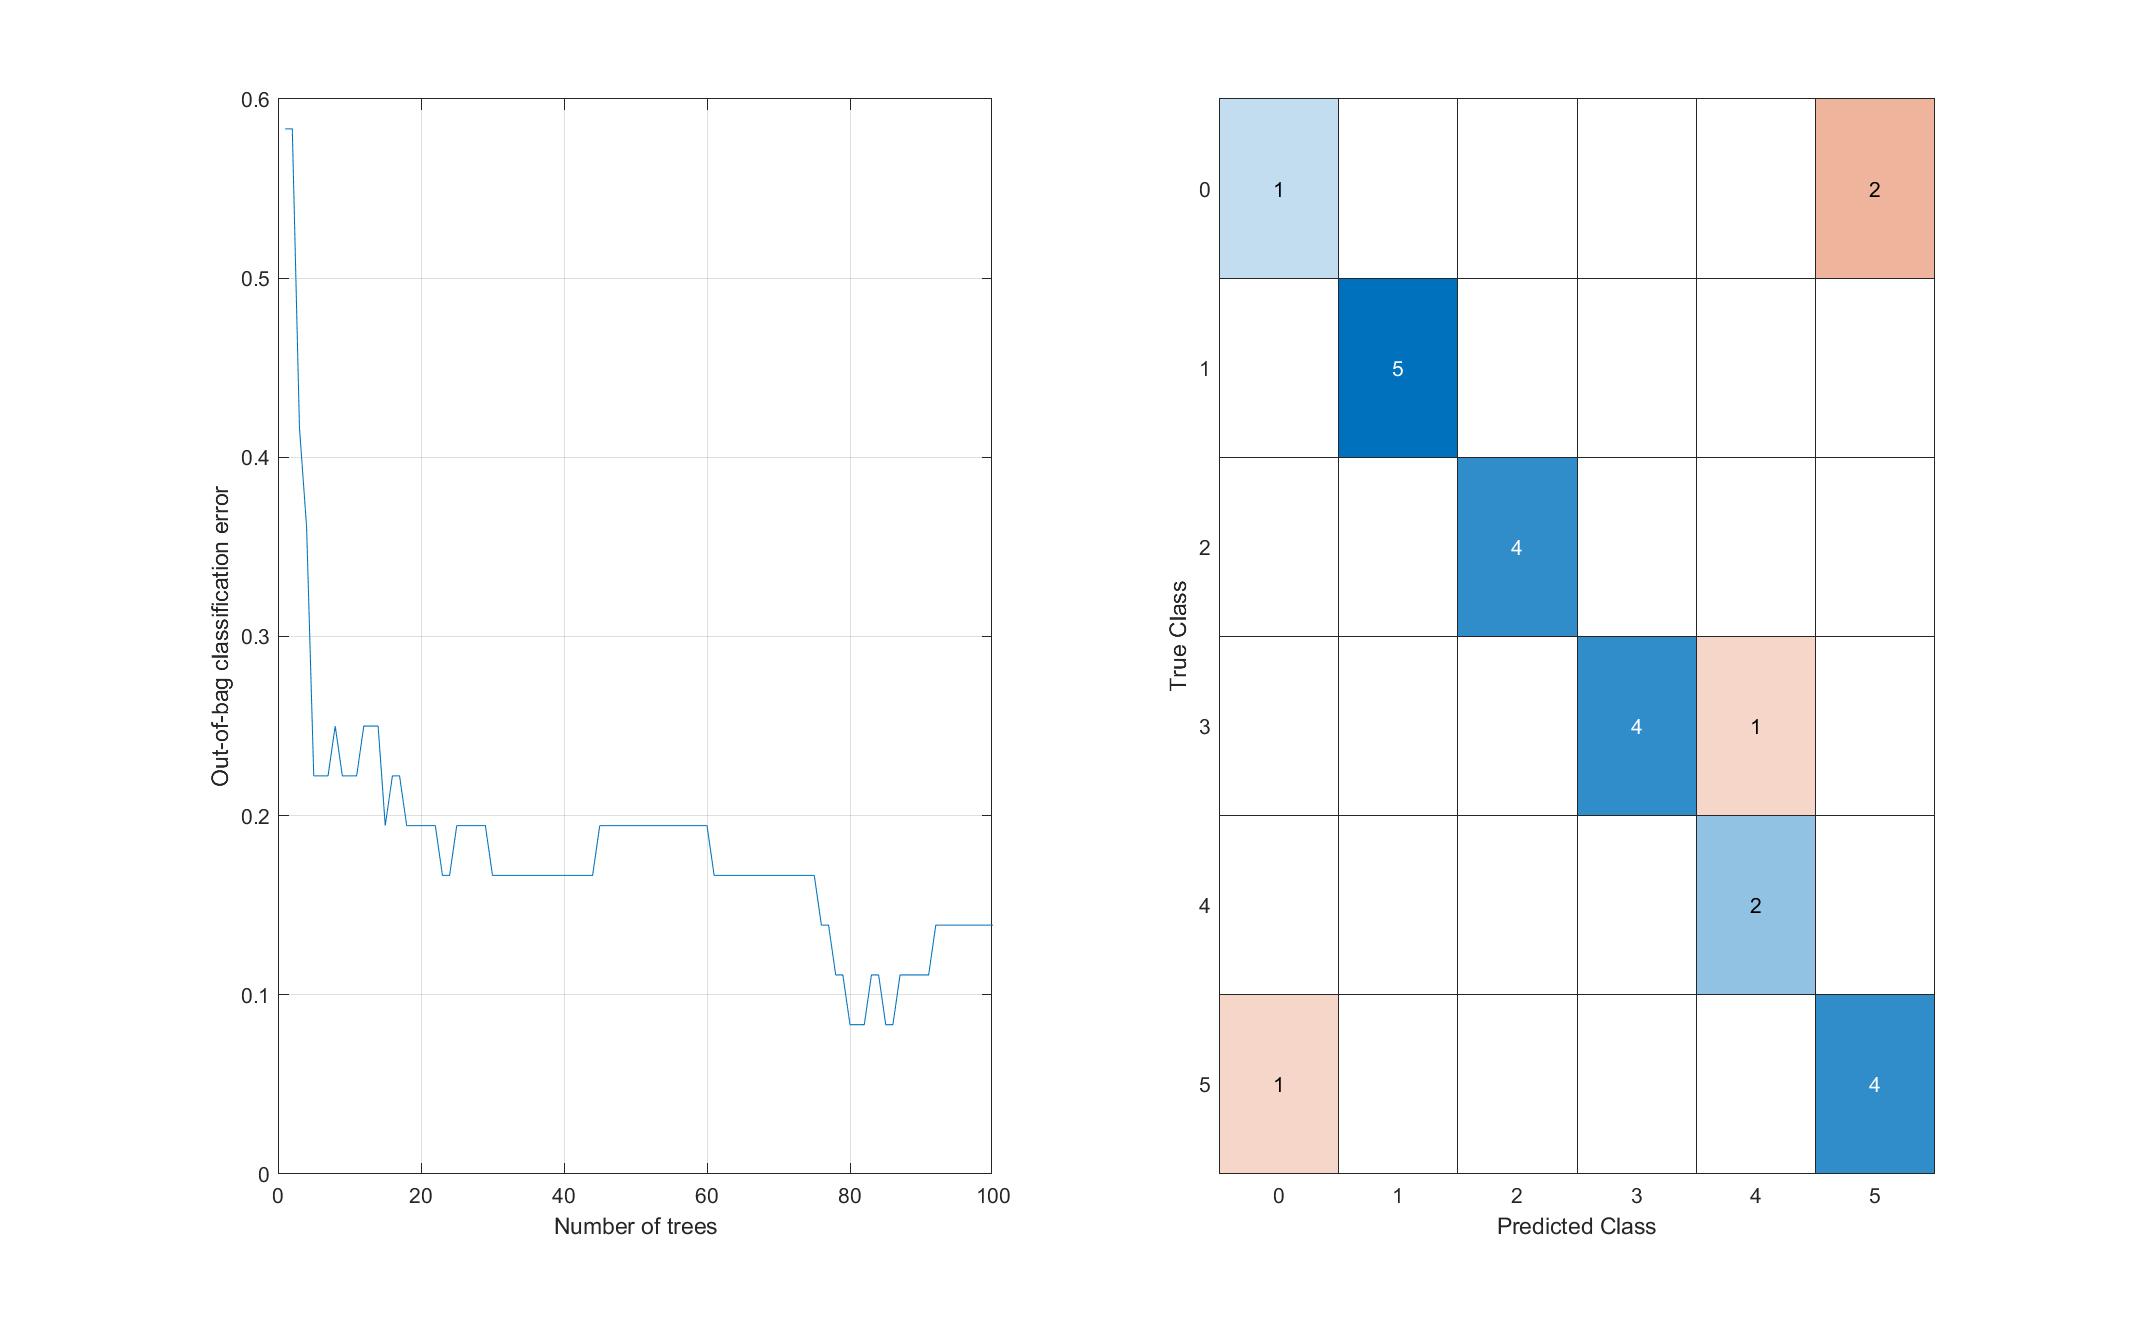 0.6
0.5
0.4
0.3
0.2
0.1
0
0 20 40 60 80 100
Out-of-bag classification error
Number of trees
0 1 2
1 5
2 4
3 4 1
4 2
5 1 4
0 1 2 3 4 5
True Class
Predicted Class